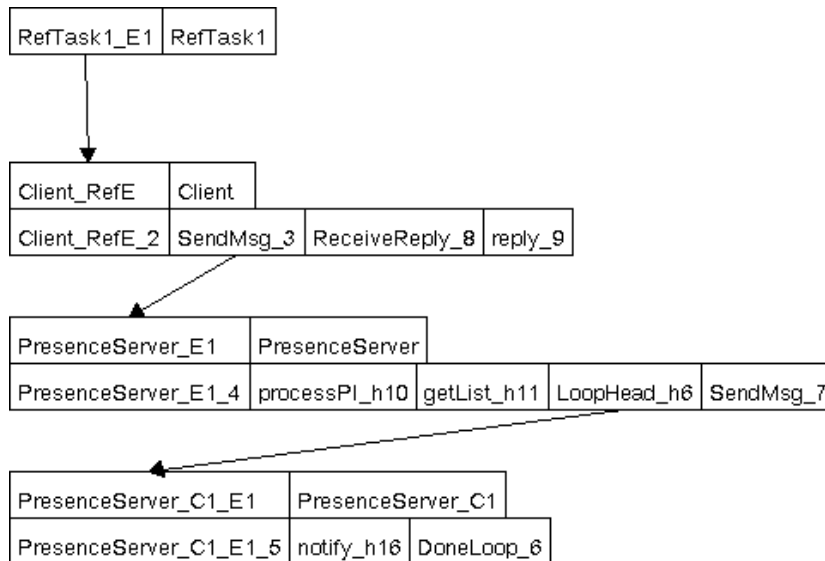 RefTask1_E1 RefTask1
Client_RefE Client
Client_RefE_2 SendMsg_3 ReceiveReply_8 reply_9
PresenceServer_E1 PresenceServer
PresenceServer_E1_4 processPI_h10 getList_h11 LoopHead_h6 SendMsg_7
PresenceServer_C1_E1 PresenceServer_C1
PresenceServer_C1_E1_5 notify_h16 DoneLoop_6